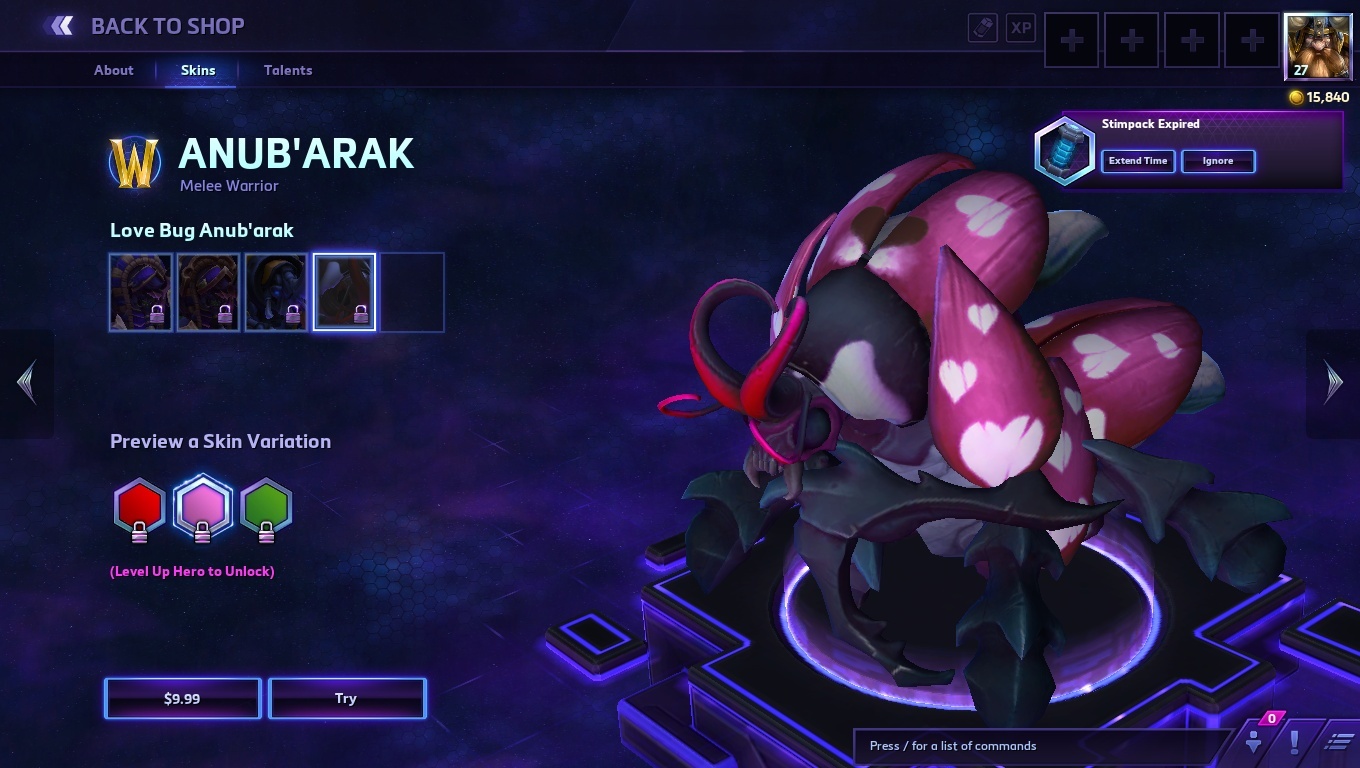 BACK TO SHOP
XP
27
About
Skins
Talents
15,840
Stimpack Expired
Extend Time
Ignore
W
ANUB'ARAK
Melee Warrior
Love Bug Anub'arak
Preview a Skin Variation
(Level Up Hero to Unlock)
$9.99
Try
0
Press / for a list of commands